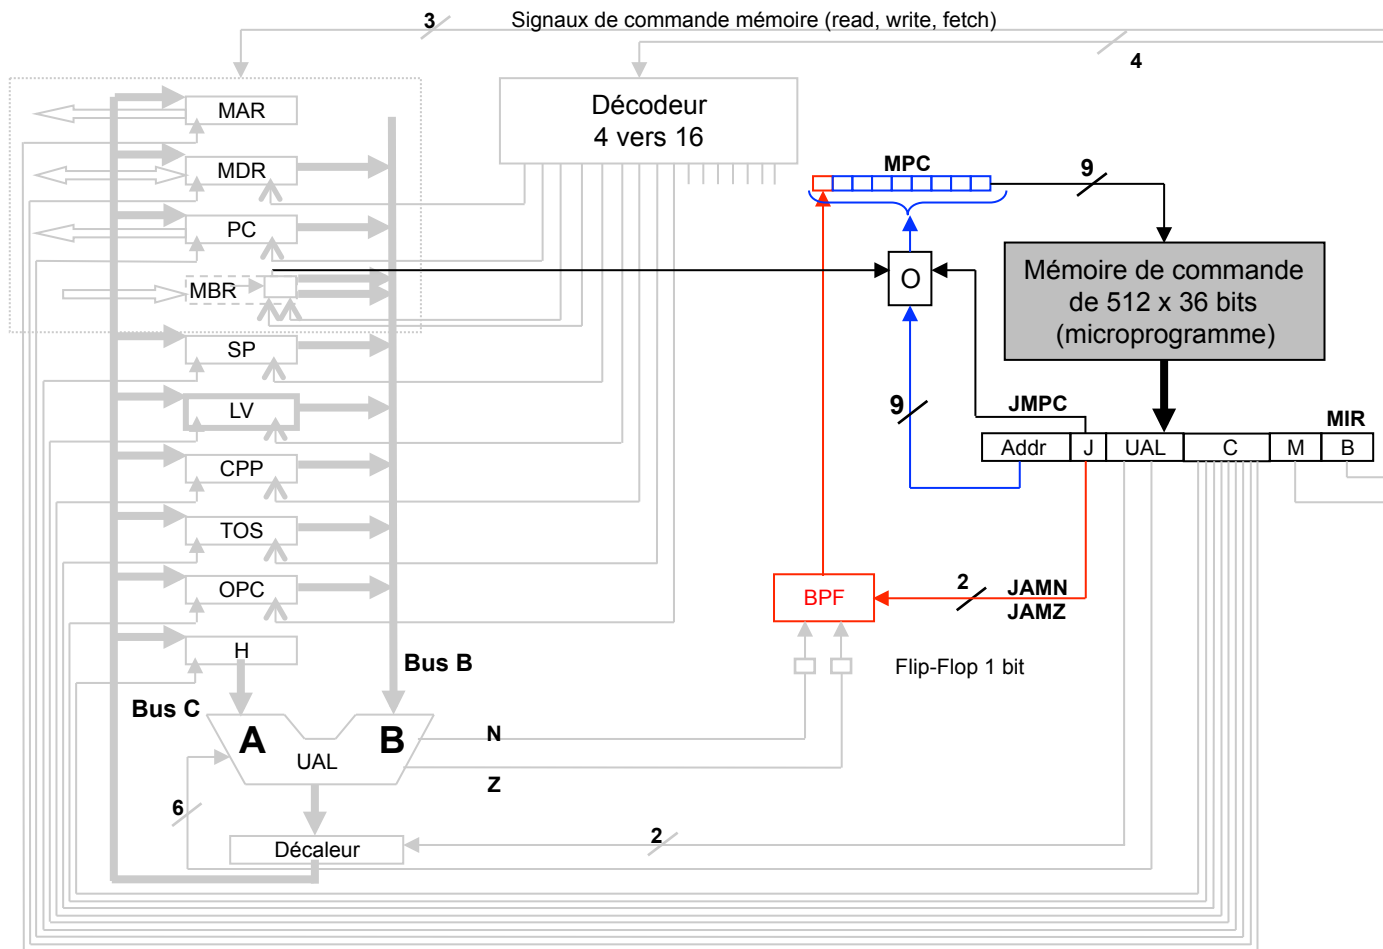 3
Signaux de commande mémoire (read, write, fetch)
4
Décodeur
4 vers 16
MAR
MDR
PC
MBR
SP
LV
CPP
TOS
OPC
H
MPC
9
O
Mémoire de commande
de 512 x 36 bits
(microprogramme)
9
JMPC
MIR
Addr
J
UAL
C
M
B
BPF
2
JAMN
JAMZ
Flip-Flop 1 bit
Bus B
Bus C
A
B
UAL
N
Z
6
2
Décaleur